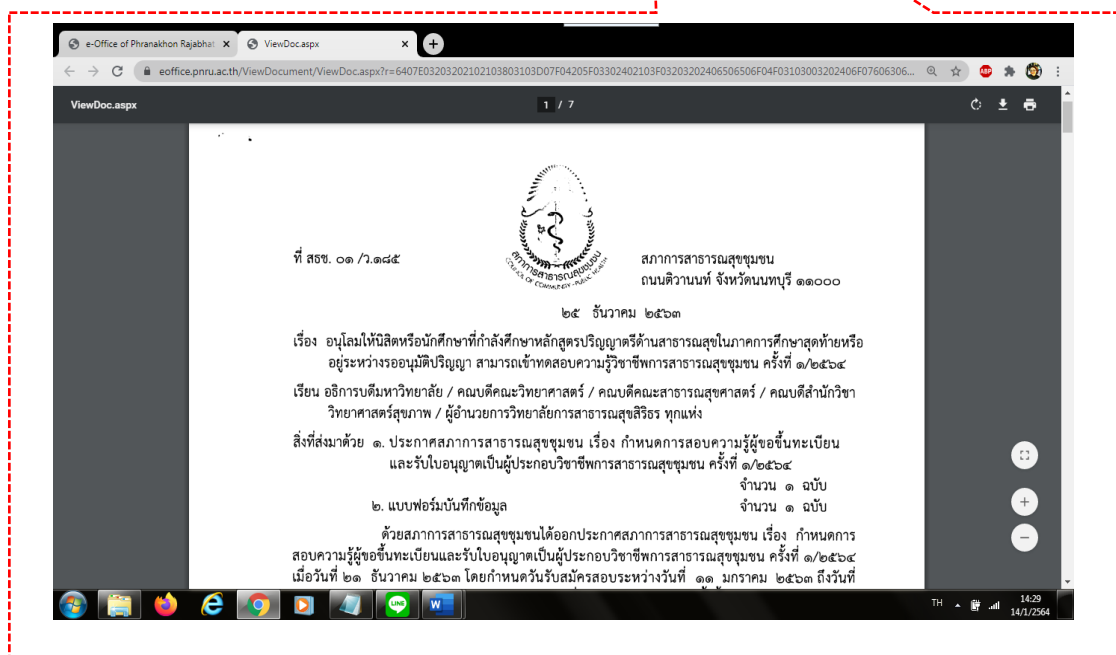 e-Office of Phranakhon Rajabhat
ViewDoc.aspx
eoffice.pnru.ac.th/ViewDocument/ViewDoc.aspx?r=6407E03203202102103803103D07F04205F03302402103F03203202406506506F04F03103003202406F07606306...
ABP
ViewDoc.aspx
1 / 7
สภาการสาธารณสุขชุมชน
COUNCIL OF COMMUNITY PUBLIC HEALTH
ที่ สธช. ๐๑ /ว.๑๘๕
สภาการสาธารณสุขชุมชน
ถนนติวานนท์ จังหวัดนนทบุรี ๑๑๐๐๐
๒๕ ธันวาคม ๒๕๖๓
เรื่อง อนุโลมให้นิสิตหรือนักศึกษาที่กำลังศึกษาหลักสูตรปริญญาตรีด้านสาธารณสุขในภาคการศึกษาสุดท้ายหรือ
อยู่ระหว่างรออนุมัติปริญญา สามารถเข้าทดสอบความรู้วิชาชีพการสาธารณสุขชุมชน ครั้งที่ ๑/๒๕๖๔
เรียน อธิการบดีมหาวิทยาลัย / คณบดีคณะวิทยาศาสตร์ / คณบดีคณะสาธารณสุขศาสตร์ / คณบดีสำนักวิชา
วิทยาศาสตร์สุขภาพ / ผู้อำนวยการวิทยาลัยการสาธารณสุขสิรินธร ทุกแห่ง
สิ่งที่ส่งมาด้วย ๑. ประกาศสภาการสาธารณสุขชุมชน เรื่อง กำหนดการสอบความรู้ผู้ขอขึ้นทะเบียน
และรับใบอนุญาตเป็นผู้ประกอบวิชาชีพการสาธารณสุขชุมชน ครั้งที่ ๑/๒๕๖๔
จำนวน ๑ ฉบับ
๒. แบบฟอร์มบันทึกข้อมูล จำนวน ๑ ฉบับ
ด้วยสภาการสาธารณสุขชุมชนได้ออกประกาศสภาการสาธารณสุขชุมชน เรื่อง กำหนดการ
สอบความรู้ผู้ขอขึ้นทะเบียนและรับใบอนุญาตเป็นผู้ประกอบวิชาชีพการสาธารณสุขชุมชน ครั้งที่ ๑/๒๕๖๔
เมื่อวันที่ ๒๑ ธันวาคม ๒๕๖๓ โดยกำหนดวันรับสมัครสอบระหว่างวันที่ ๑๑ มกราคม ๒๕๖๓ ถึงวันที่
LINE
TH
14:29
14/1/2564